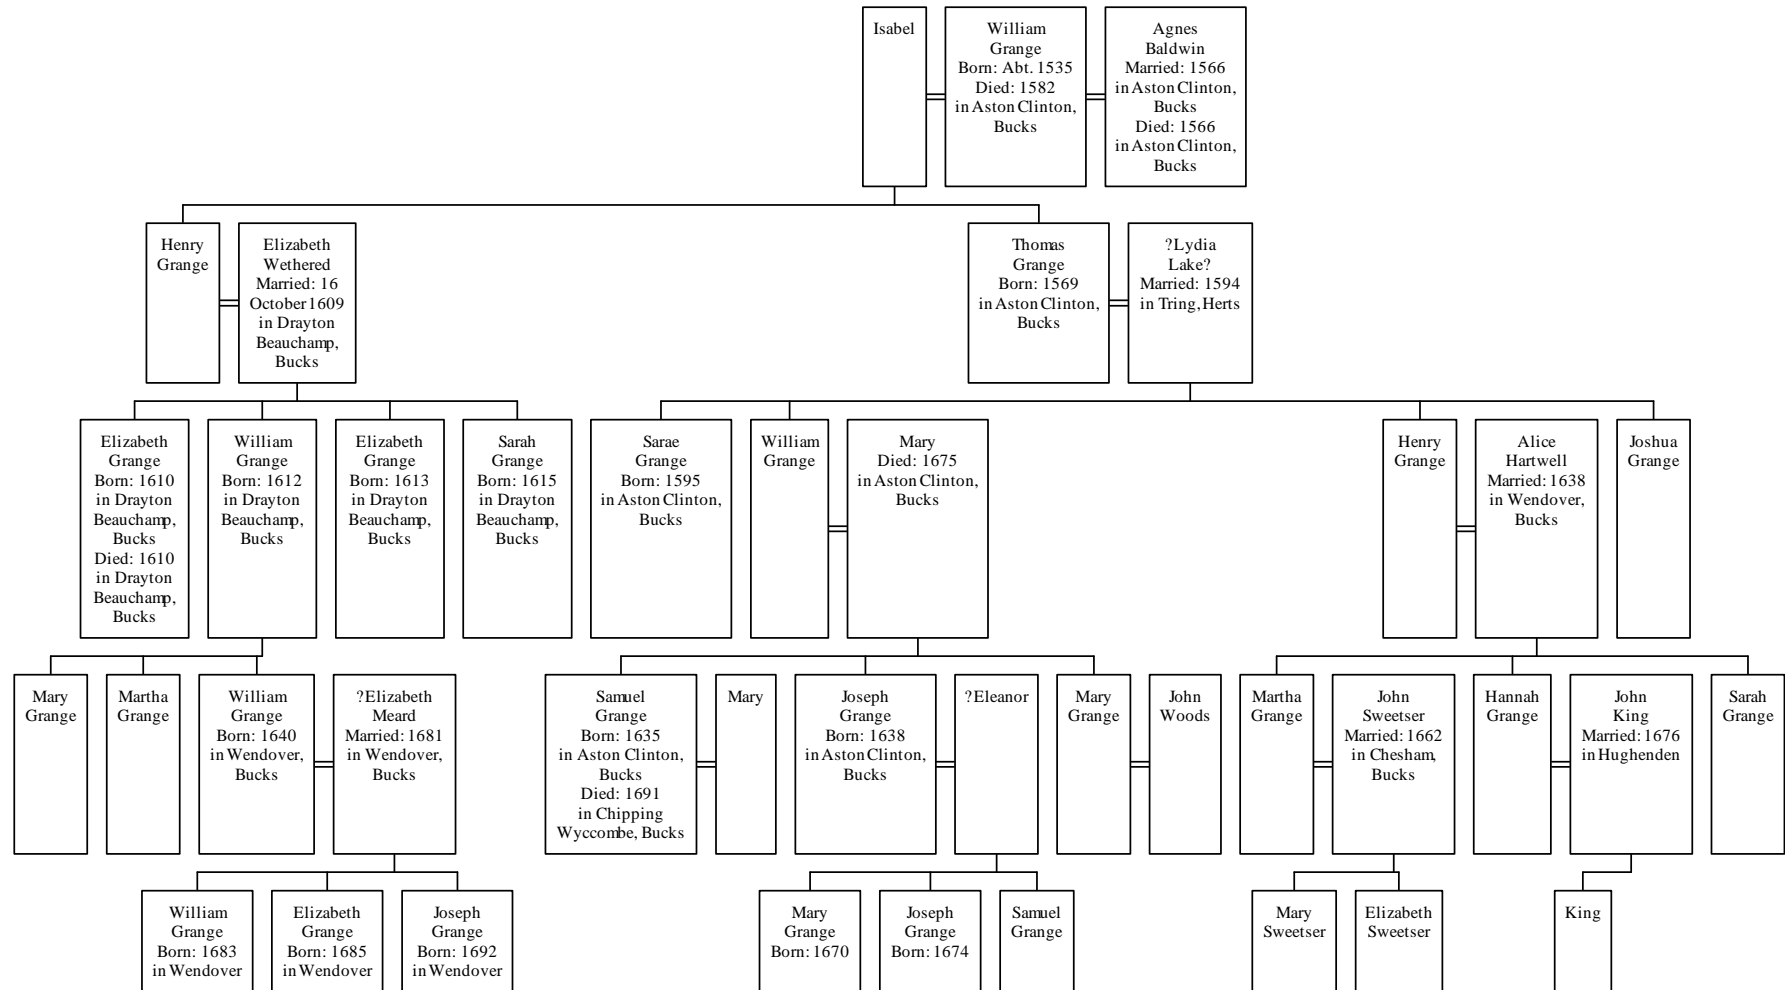 Isabel
William
Grange
Born: Abt. 1535
Died: 1582
in Aston Clinton,
Bucks
Agnes
Baldwin
Married: 1566
in Aston Clinton,
Bucks
Died: 1566
in Aston Clinton,
Bucks
Henry
Grange
Elizabeth
Wethered
Married: 16
October 1609
in Drayton
Beauchamp,
Bucks
Thomas
Grange
Born: 1569
in Aston Clinton,
Bucks
?Lydia
Lake?
Married: 1594
in Tring, Herts
Elizabeth
Grange
Born: 1610
in Drayton
Beauchamp,
Bucks
Died: 1610
in Drayton
Beauchamp,
Bucks
William
Grange
Born: 1612
in Drayton
Beauchamp,
Bucks
Elizabeth
Grange
Born: 1613
in Drayton
Beauchamp,
Bucks
Sarah
Grange
Born: 1615
in Drayton
Beauchamp,
Bucks
Sarae
Grange
Born: 1595
in Aston Clinton,
Bucks
William
Grange
Mary
Died: 1675
in Aston Clinton,
Bucks
Henry
Grange
Alice
Hartwell
Married: 1638
in Wendover,
Bucks
Joshua
Grange
Mary
Grange
Martha
Grange
William
Grange
Born: 1640
in Wendover,
Bucks
?Elizabeth
Meard
Married: 1681
in Wendover,
Bucks
Samuel
Grange
Born: 1635
in Aston Clinton,
Bucks
Died: 1691
in Chipping
Wyccombe, Bucks
Mary
Joseph
Grange
Born: 1638
in Aston Clinton,
Bucks
?Eleanor
Mary
Grange
John
Woods
Martha
Grange
John
Sweetser
Married: 1662
in Chesham,
Bucks
Hannah
Grange
John
King
Married: 1676
in Hughenden
Sarah
Grange
William
Grange
Born: 1683
in Wendover
Elizabeth
Grange
Born: 1685
in Wendover
Joseph
Grange
Born: 1692
in Wendover
Mary
Grange
Born: 1670
Joseph
Grange
Born: 1674
Samuel
Grange
Mary
Sweetser
Elizabeth
Sweetser
King